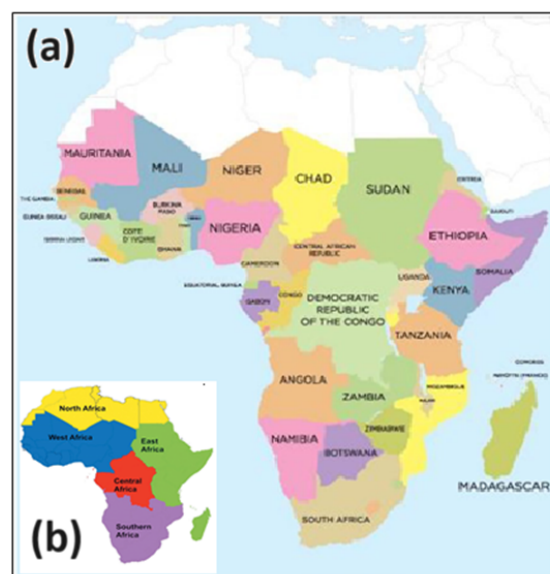 (a)
MAURITANIA
MALI
NIGER
CHAD
SUDAN
ERITREA
SENEGAL
THE GAMBIA
GUINEA-BISSAU
GUINEA
BURKINA
FASO
DJIBOUTI
SIERRA LEONE
COTE
D'IVOIRE
GHANA
NIGERIA
ETHIOPIA
LIBERIA
CENTRAL AFRICAN
REPUBLIC
SOMALIA
CAMEROON
EQUATORIAL GUINEA
UGANDA
KENYA
GABON
CONGO
DEMOCRATIC
REPUBLIC
OF THE CONGO
TANZANIA
COMOROS
ANGOLA
ZAMBIA
MOZAMBIQUE
ZIMBABWE
NAMIBIA
BOTSWANA
MADAGASCAR
SOUTH AFRICA
North Africa
West Africa
East
Africa
Central
Africa
Southern
Africa
(b)